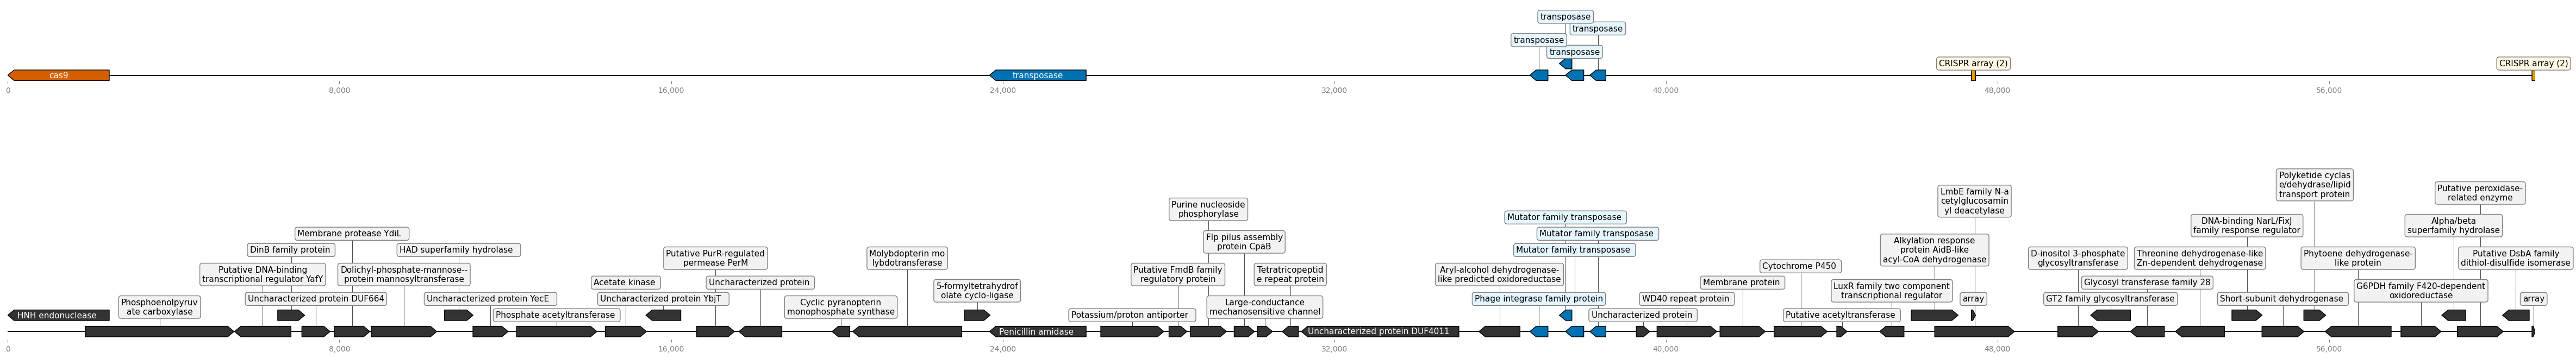 transposase
transposase
transposase
transposase
CRISPR array (2)
CRISPR array (2)
cas9
transposase
0
8,000
16,000
24,000
32,000
40,000
48,000
56,000
Polyketide cyclas
e/dehydrase/lipid
transport protein
Putative peroxidase-
related enzyme
LmbE family N-a
cetylglucosamin
yl deacetylase
Purine nucleoside
phosphorylase
Mutator family transposase
DNA-binding NarL/FixJ
family response regulator
Alpha/beta
superfamily hydrolase
Membrane protease YdiL
Mutator family transposase
Flp pilus assembly
protein CpaB
Alkylation response
protein AidB-like
acyl-CoA dehydrogenase
DinB family protein
HAD superfamily hydrolase
Mutator family transposase
Putative PurR-regulated
permease PerM
Molybdopterin mo
lybdotransferase
D-inositol 3-phosphate
glycosyltransferase
Threonine dehydrogenase-like
Zn-dependent dehydrogenase
Phytoene dehydrogenase-
like protein
Putative DsbA family
dithiol-disulfide isomerase
Cytochrome P450
Putative DNA-binding
transcriptional regulator YafY
Dolichyl-phosphate-mannose--
protein mannosyltransferase
Putative FmdB family
regulatory protein
Tetratricopeptid
e repeat protein
Aryl-alcohol dehydrogenase-
like predicted oxidoreductase
Acetate kinase
Uncharacterized protein
Membrane protein
Glycosyl transferase family 28
5-formyltetrahydrof
olate cyclo-ligase
LuxR family two component
transcriptional regulator
G6PDH family F420-dependent
oxidoreductase
Uncharacterized protein DUF664
Uncharacterized protein YecE
Uncharacterized protein YbjT
Phage integrase family protein
WD40 repeat protein
array
GT2 family glycosyltransferase
Short-subunit dehydrogenase
array
Phosphoenolpyruv
ate carboxylase
Cyclic pyranopterin
monophosphate synthase
Large-conductance
mechanosensitive channel
HNH endonuclease
Phosphate acetyltransferase
Potassium/proton antiporter
Uncharacterized protein
Putative acetyltransferase
Penicillin amidase
Uncharacterized protein DUF4011
0
8,000
16,000
24,000
32,000
40,000
48,000
56,000